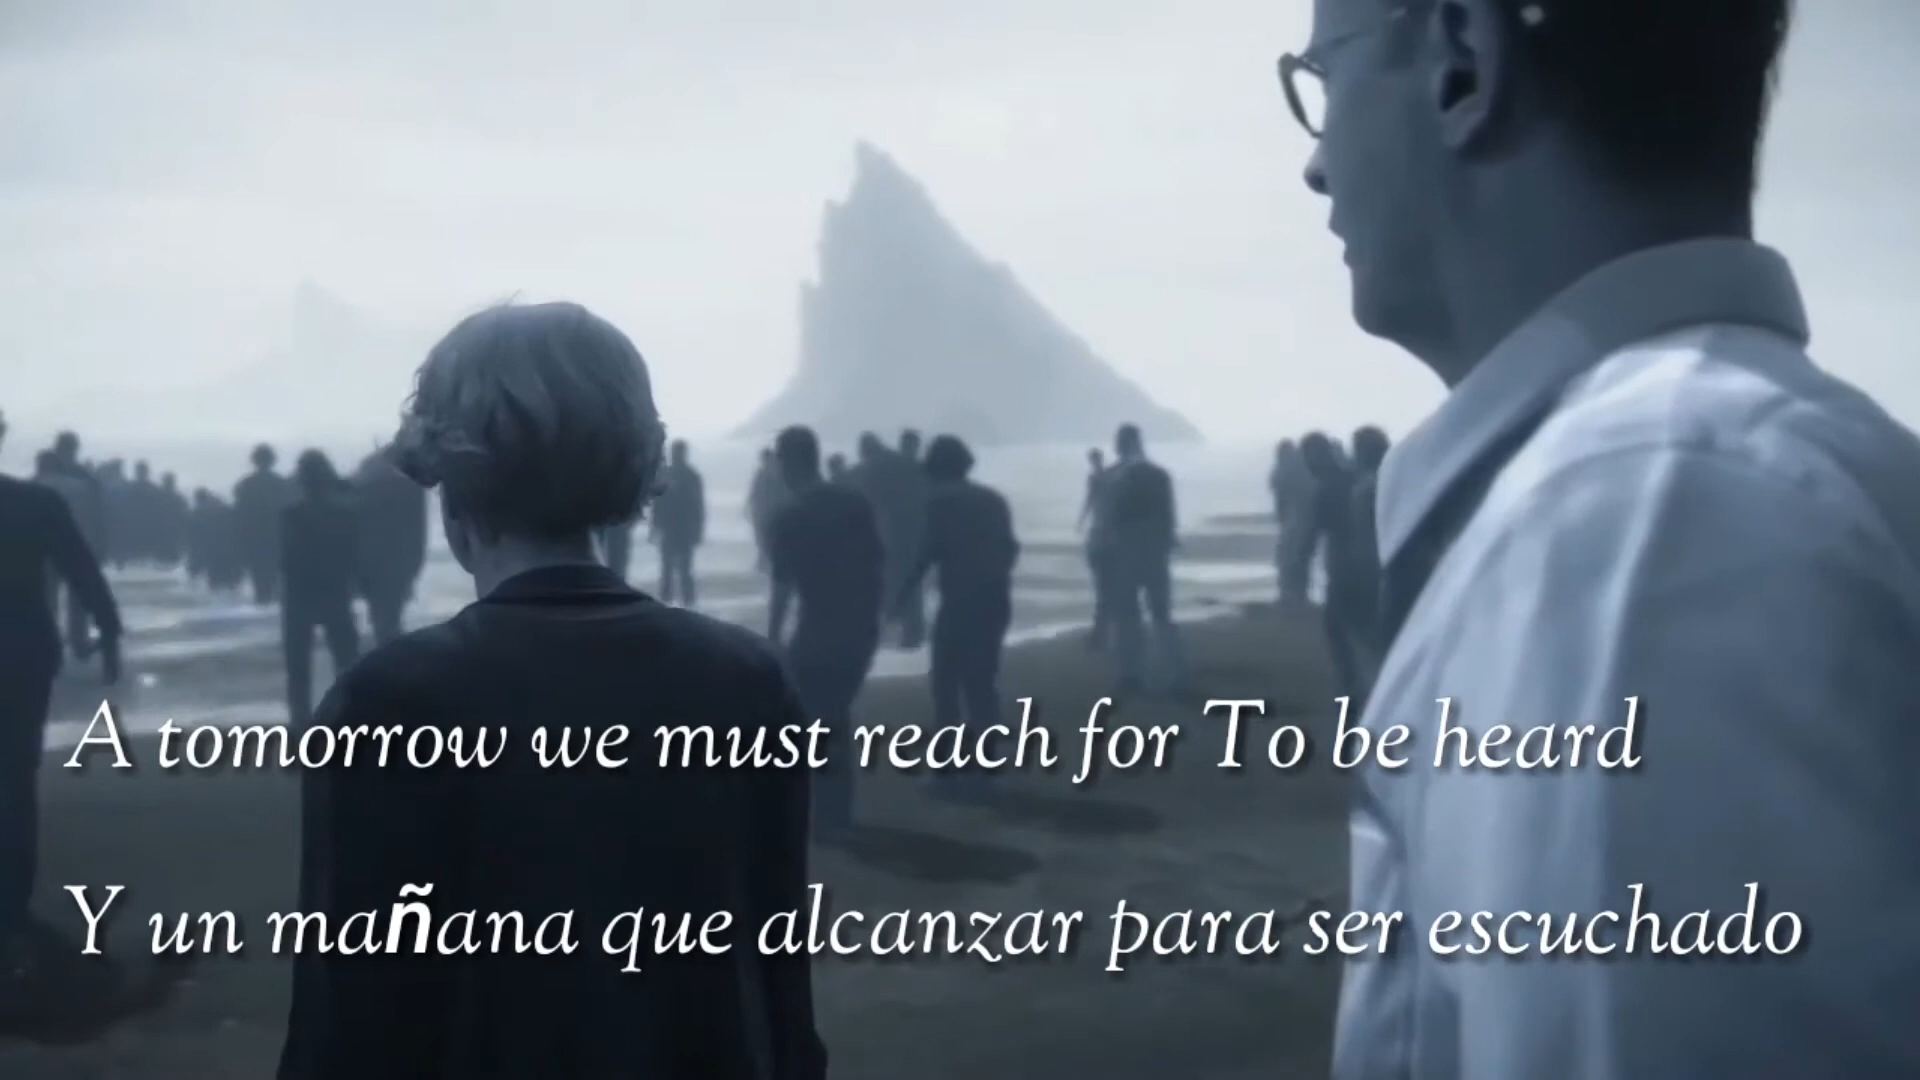 A tomorrow we must reach for To be heard
Y un mañana que alcanzar para ser escuchado